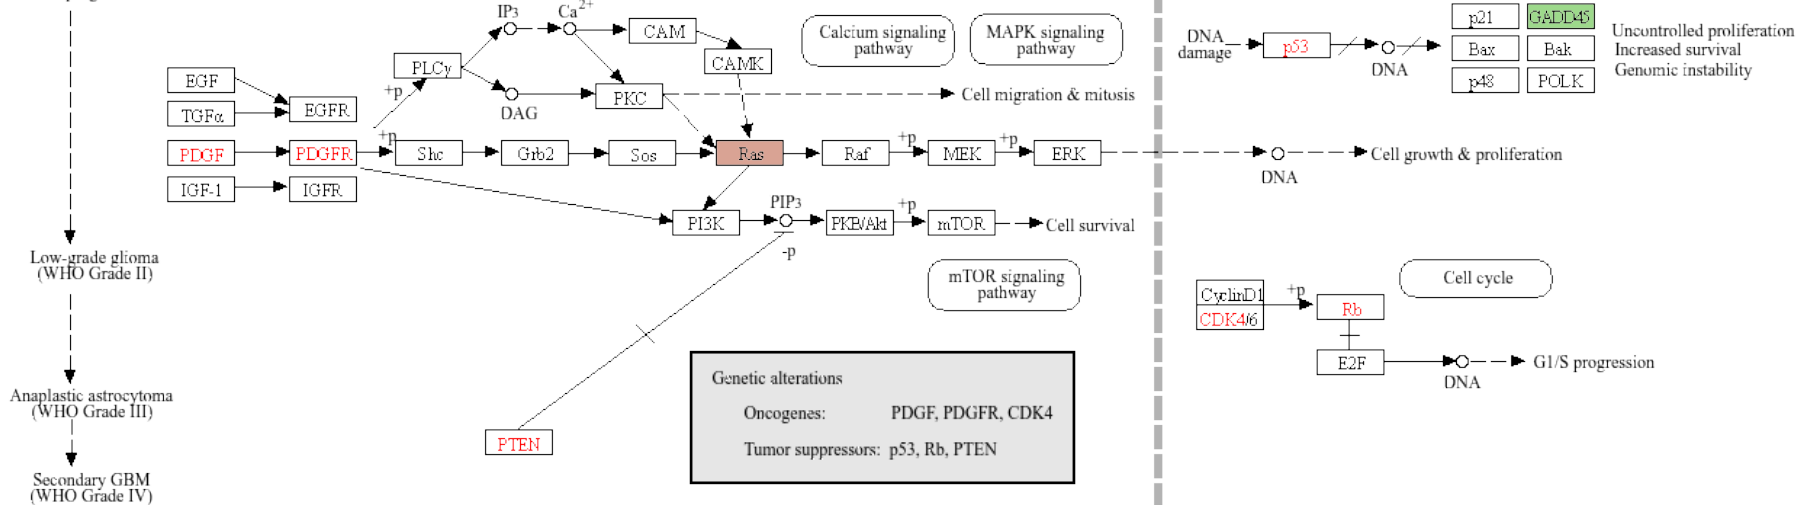 IP3
Ca2+
CAM
Calcium signaling
pathway
MAPK signaling
pathway
DNA
damage
p53
DNA
p21
GADD45
Bax
Bak
p48
POLK
Uncontrolled proliferation
Increased survival
Genomic instability
PLCγ
CAMK
EGF
EGFR
TGFα
+p
DAG
PKC
Cell migration & mitosis
PDGF
PDGFR
+p
Shc
Grb2
Sos
Ras
Raf
+p
MEK
+p
ERK
DNA
Cell growth & proliferation
IGF-1
IGFR
PI3K
PIP3
-p
PKB/Akt
+p
mTOR
Cell survival
Low-grade glioma
(WHO Grade II)
mTOR signaling
pathway
CyclinD1
CDK4/6
+p
Rb
Cell cycle
E2F
DNA
G1/S progression
Anaplastic astrocytoma
(WHO Grade III)
PTEN
Genetic alterations
Oncogenes: PDGF, PDGFR, CDK4
Tumor suppressors: p53, Rb, PTEN
Secondary GBM
(WHO Grade IV)